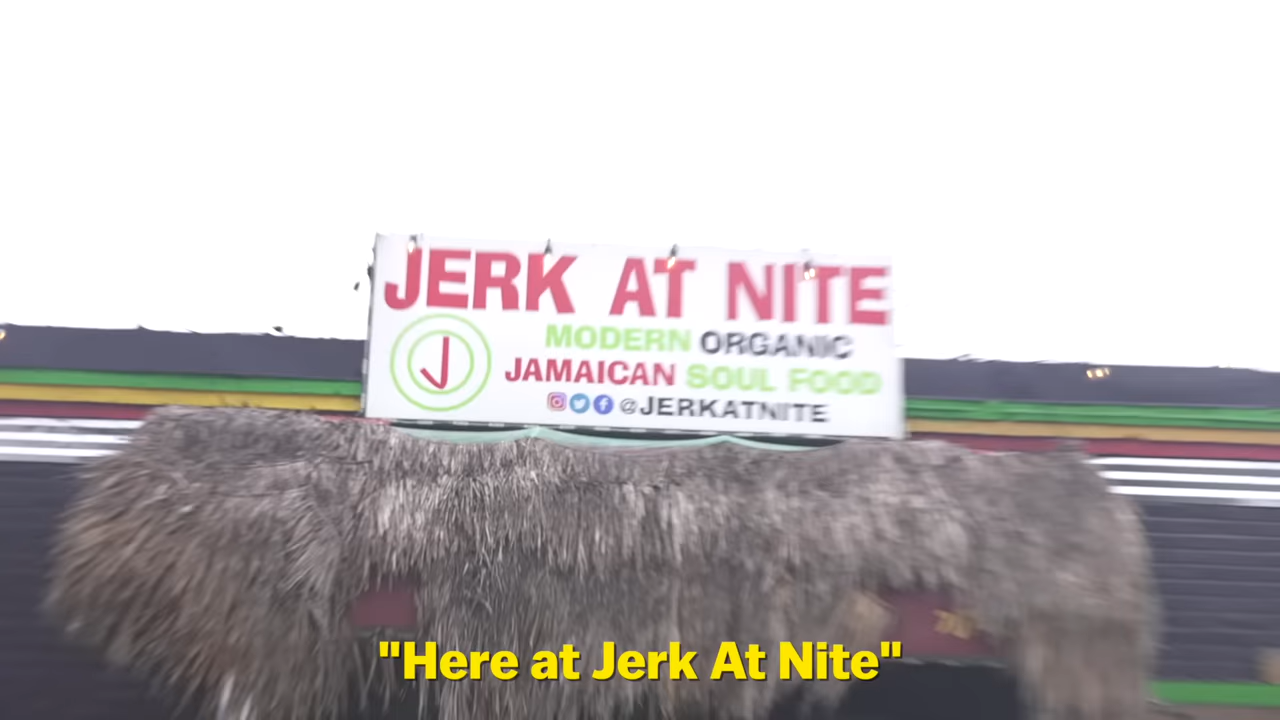 JERK AT NITE
J
MODERN ORGANIC
JAMAICAN SOUL FOOD
@JERKATNITE
"Here at Jerk At Nite"